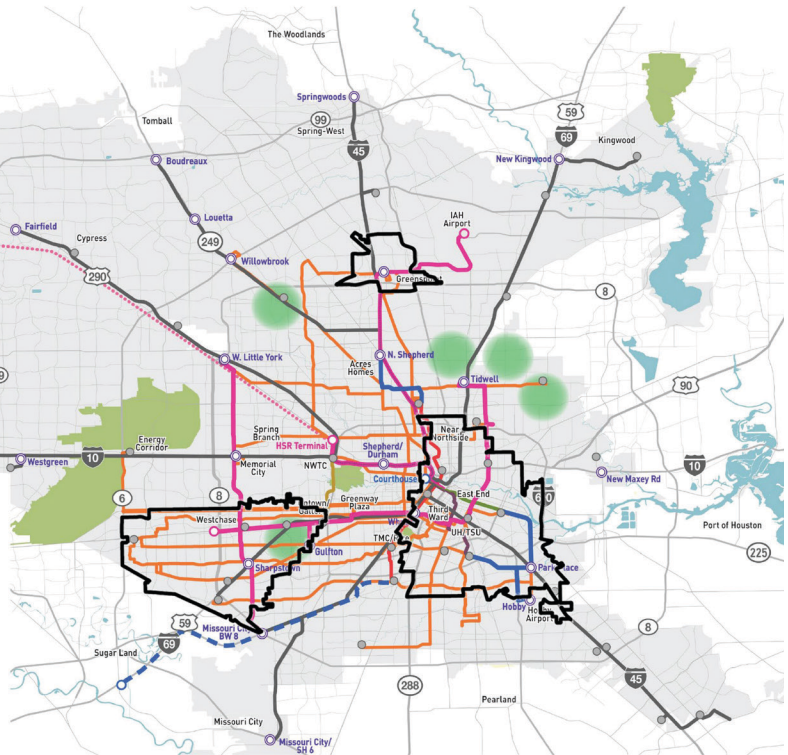 The Woodlands
Springwoods
59
69
Tomball
99
Spring-West
45
Kingwood
New Kingwood
Boudreaux
IAH
Airport
Louetta
Fairfield
Cypress
249
Willowbrook
290
Greenspoint
8
N. Shepherd
W. Little York
Acres
Homes
Tidwell
90
Spring
Branch
Near
Northside
Energy
Corridor
HSR Terminal
Shepherd/
Durham
Westgreen
10
Memorial
City
NWTC
10
New Maxey Rd
Courthouse
6
8
Greenway
Plaza
East End
Westchase
Third
Ward
Port of Houston
UH/TSU
225
Gulfton
Sharpstown
Hobby
Airport
59
Missouri City
BW 8
69
8
Sugar Land
45
288
Pearland
Missouri City
Missouri City/
SH 6